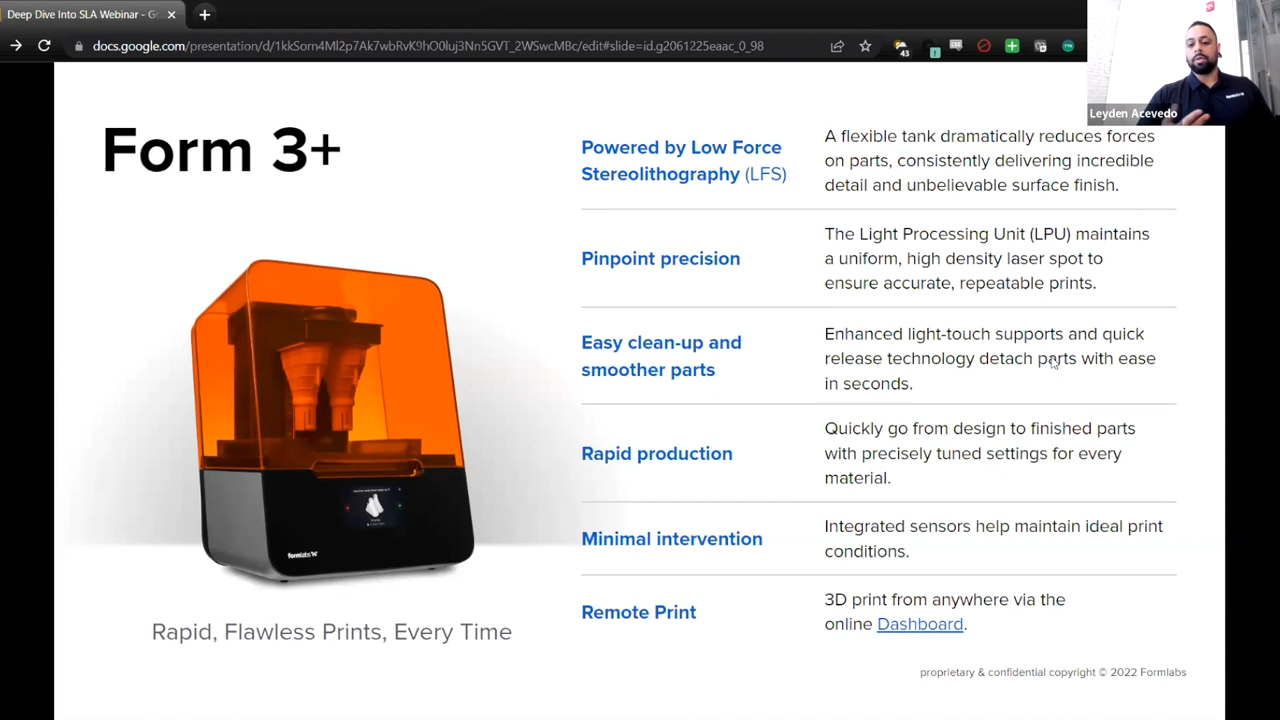 Deep Dive Into SLA Webinar - G
docs.google.com/presentation/d/1kkSorn4Ml2p7Ak7wbRvK9hO0luj3Nn5GVT_2WSwcMBc/edit#slide=id.g2061225eaac_0_98
43
Leyden Acevedo
Form 3+
Powered by Low Force
Stereolithography (LFS)
A flexible tank dramatically reduces forces
on parts, consistently delivering incredible
detail and unbelievable surface finish.
Pinpoint precision
The Light Processing Unit (LPU) maintains
a uniform, high density laser spot to
ensure accurate, repeatable prints.
Easy clean-up and
smoother parts
Enhanced light-touch supports and quick
release technology detach parts with ease
in seconds.
Rapid production
Quickly go from design to finished parts
with precisely tuned settings for every
material.
Minimal intervention
Integrated sensors help maintain ideal print
conditions.
Remote Print
3D print from anywhere via the
online Dashboard.
formlabs
Rapid, Flawless Prints, Every Time
proprietary & confidential copyright © 2022 Formlabs